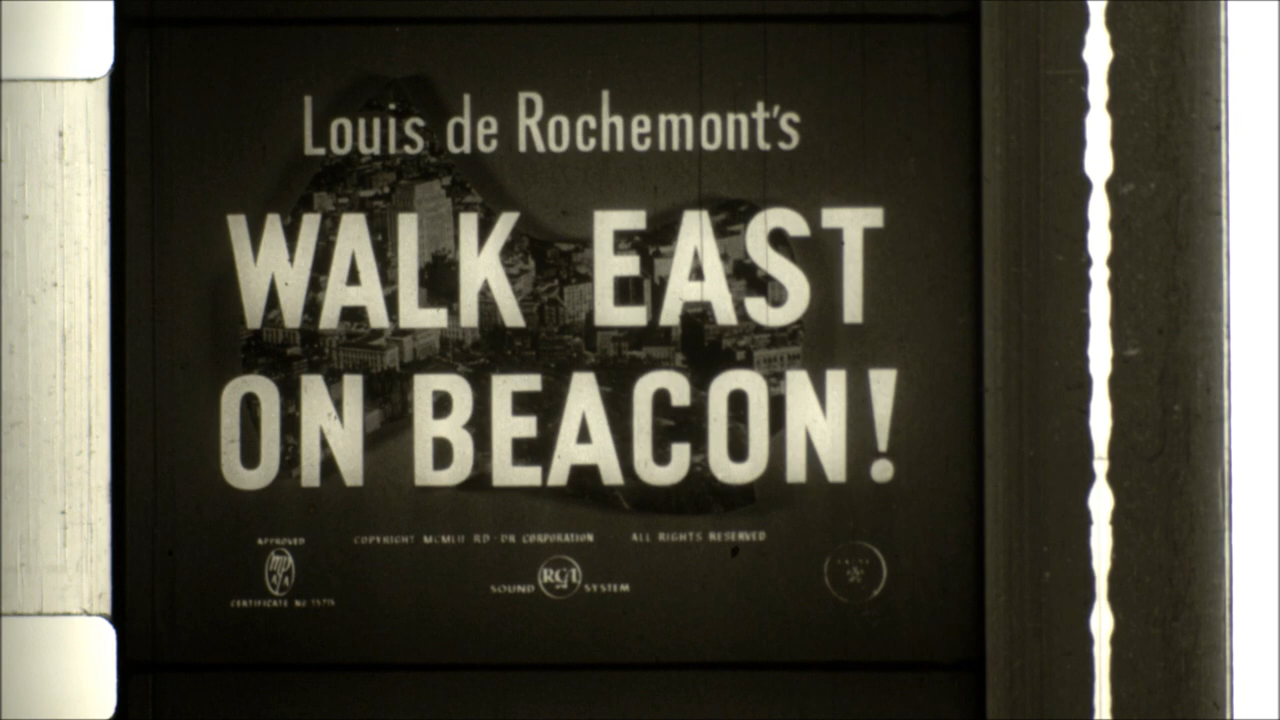 Louis de Rochemont's
WALK EAST
ON BEACON!
COPYRIGHT MCMLII RD-DR CORPORATION ALL RIGHTS RESERVED
APPROVED
CERTIFICATE No
SOUND RCA SYSTEM